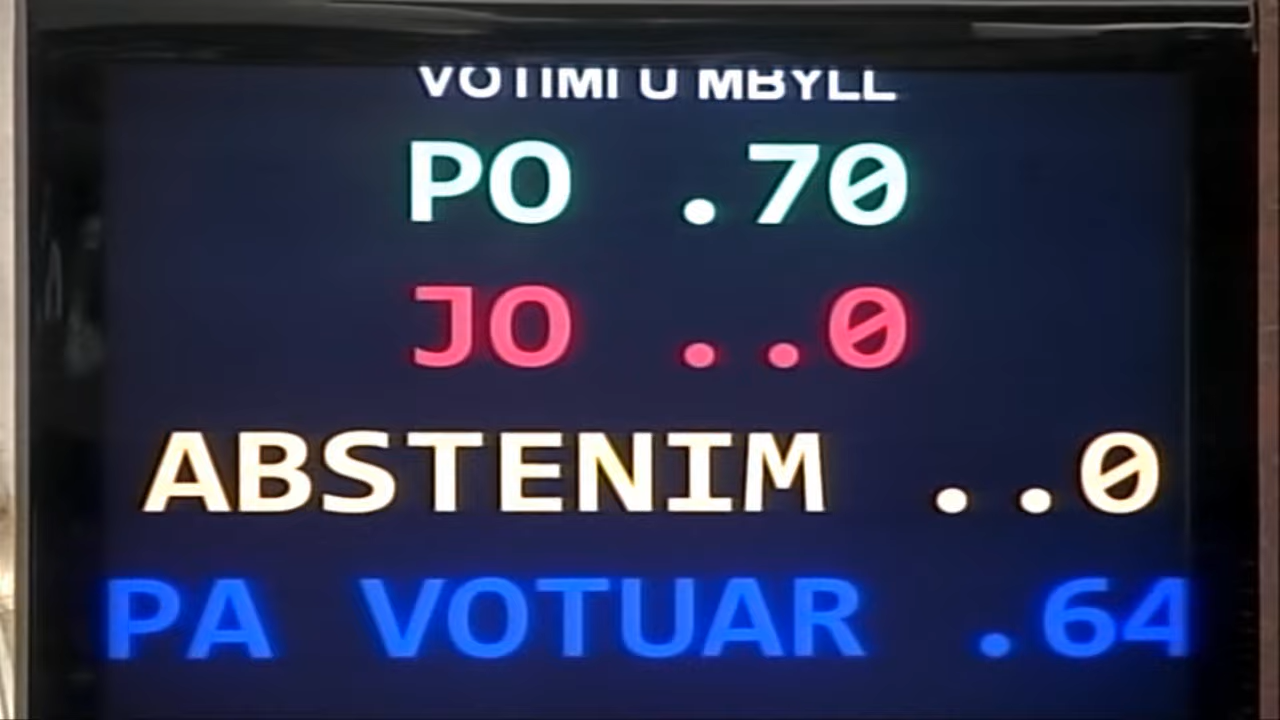 VOTIMI U MBYLL
PO .70
JO ..0
ABSTENIM ..0
PA VOTUAR .64